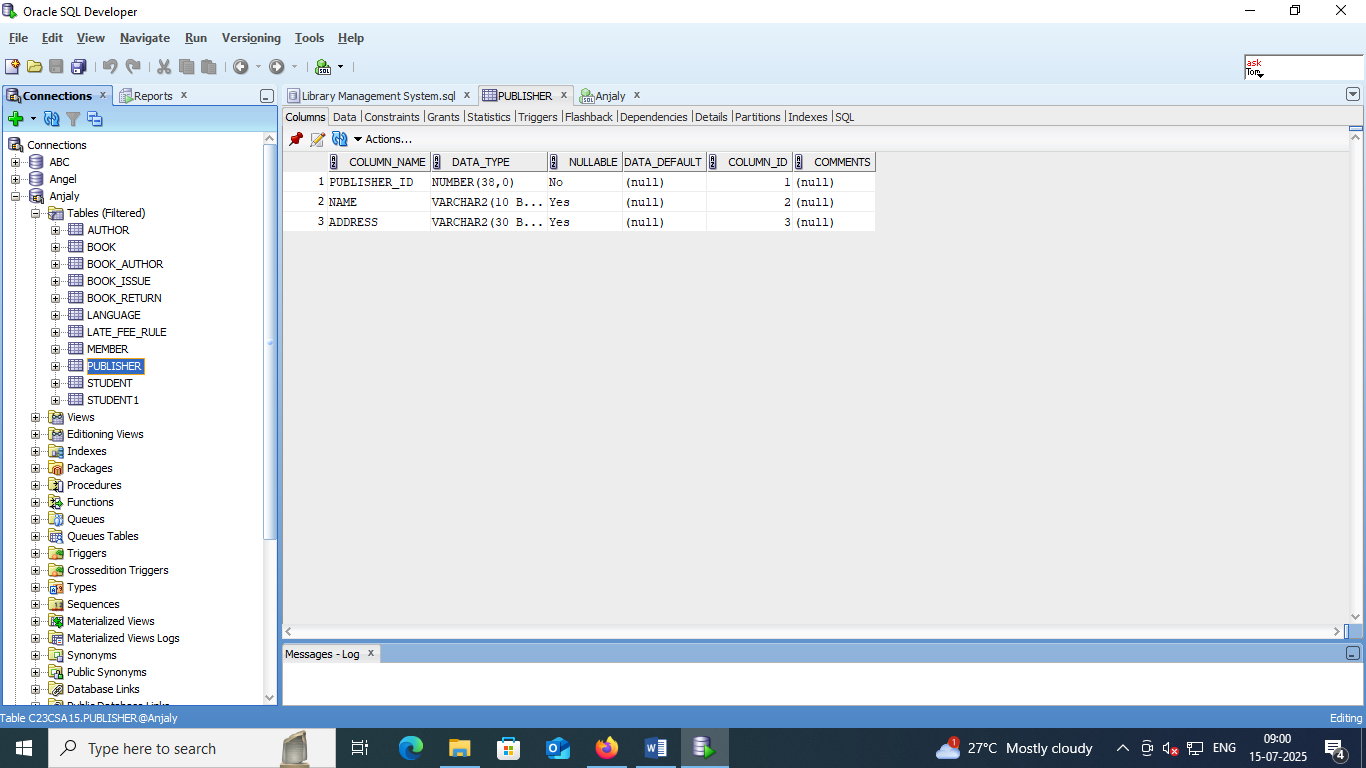 Oracle SQL Developer
File Edit View Navigate Run Versioning Tools Help
ask
Tom
Connections
Reports
Connections
ABC
Angel
Anjaly
Tables (Filtered)
AUTHOR
BOOK
BOOK_AUTHOR
BOOK_ISSUE
BOOK_RETURN
LANGUAGE
LATE_FEE_RULE
MEMBER
PUBLISHER
STUDENT
STUDENT1
Views
Editioning Views
Indexes
Packages
Procedures
Functions
Queues
Queues Tables
Triggers
Crossedition Triggers
Types
Sequences
Materialized Views
Materialized Views Logs
Synonyms
Public Synonyms
Database Links
Public Database Links
Library Management System.sql
PUBLISHER
Anjaly
Columns Data Constraints Grants Statistics Triggers Flashback Dependencies Details Partitions Indexes SQL
Actions...
COLUMN_NAME DATA_TYPE NULLABLE DATA_DEFAULT COLUMN_ID COMMENTS
1 PUBLISHER_ID NUMBER(38,0) No (null) 1 (null)
2 NAME VARCHAR2(10 B... Yes (null) 2 (null)
3 ADDRESS VARCHAR2(30 B... Yes (null) 3 (null)
Messages - Log
Table C23CSA15.PUBLISHER@Anjaly
Editing
Type here to search
1
27°C Mostly cloudy
ENG
09:00
15-07-2025
4